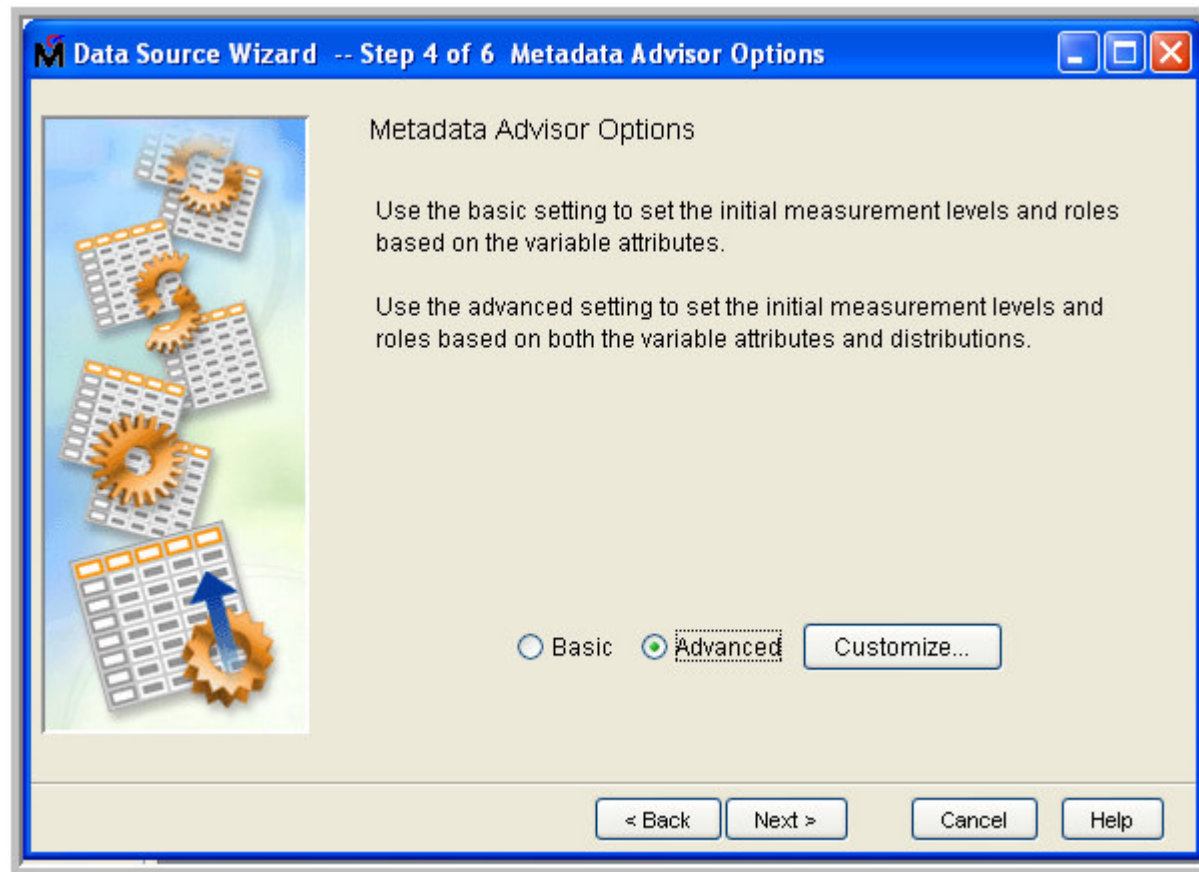 Data Source Wizard -- Step 4 of 6 Metadata Advisor Options
Metadata Advisor Options
Use the basic setting to set the initial measurement levels and roles
based on the variable attributes.
Use the advanced setting to set the initial measurement levels and
roles based on both the variable attributes and distributions.
Basic Advanced Customize...
< Back Next > Cancel Help